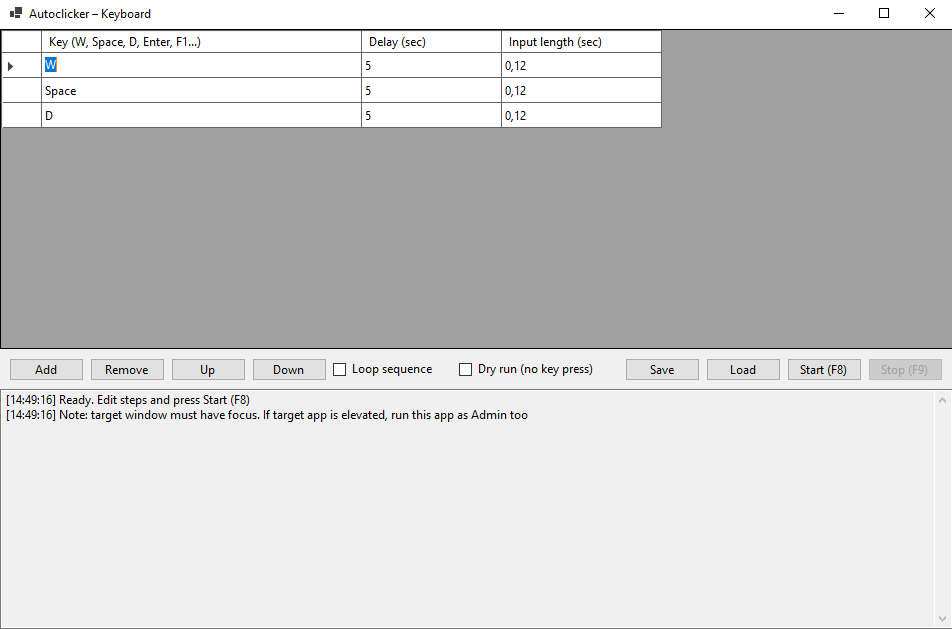 Autoclicker – Keyboard
Key (W, Space, D, Enter, F1...) Delay (sec) Input length (sec)
W 5 0,12
Space 5 0,12
D 5 0,12
Add Remove Up Down Loop sequence Dry run (no key press) Save Load Start (F8) Stop (F9)
[14:49:16] Ready. Edit steps and press Start (F8)
[14:49:16] Note: target window must have focus. If target app is elevated, run this app as Admin too